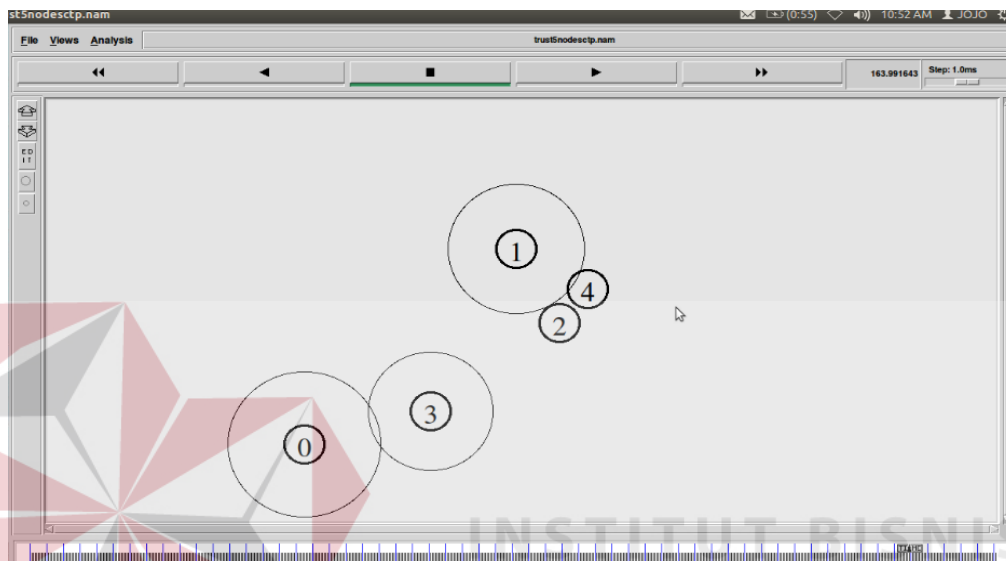 st5nodesctp.nam (0:55) 10:52 AM JOJO
File Views Analysis trust5nodesctp.nam
163.991643 Step: 1.0ms
ED
IT
1
4
2
3
0
INSTITUT BISNI
TIME